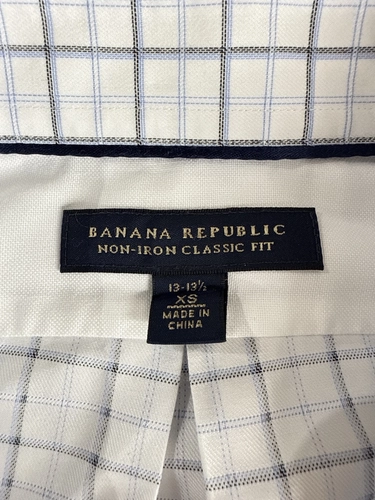 BANANA REPUBLIC
NON-IRON CLASSIC FIT
13-13½
XS
MADE IN
CHINA